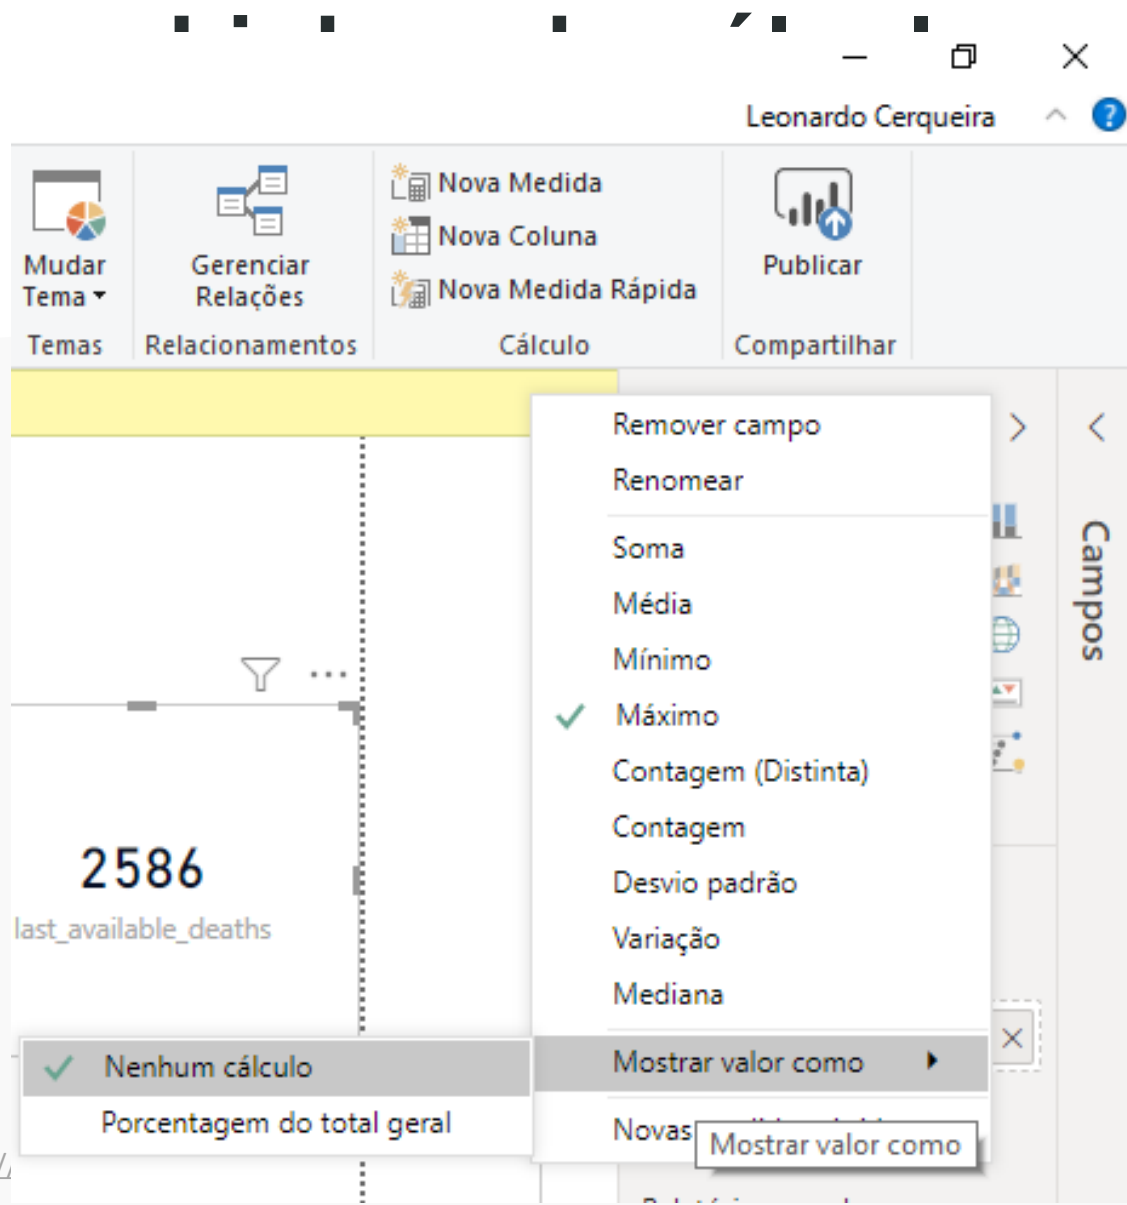 Leonardo Cerqueira
?
Mudar
Tema
Gerenciar
Relações
Nova Medida
Nova Coluna
Nova Medida Rápida
Publicar
Temas
Relacionamentos
Cálculo
Compartilhar
Remover campo
Renomear
Soma
Média
Mínimo
Máximo
Contagem (Distinta)
Contagem
Desvio padrão
Variação
Mediana
Mostrar valor como
Novas
Mostrar valor como
Nenhum cálculo
Porcentagem do total geral
2586
last_available_deaths
Campos
//